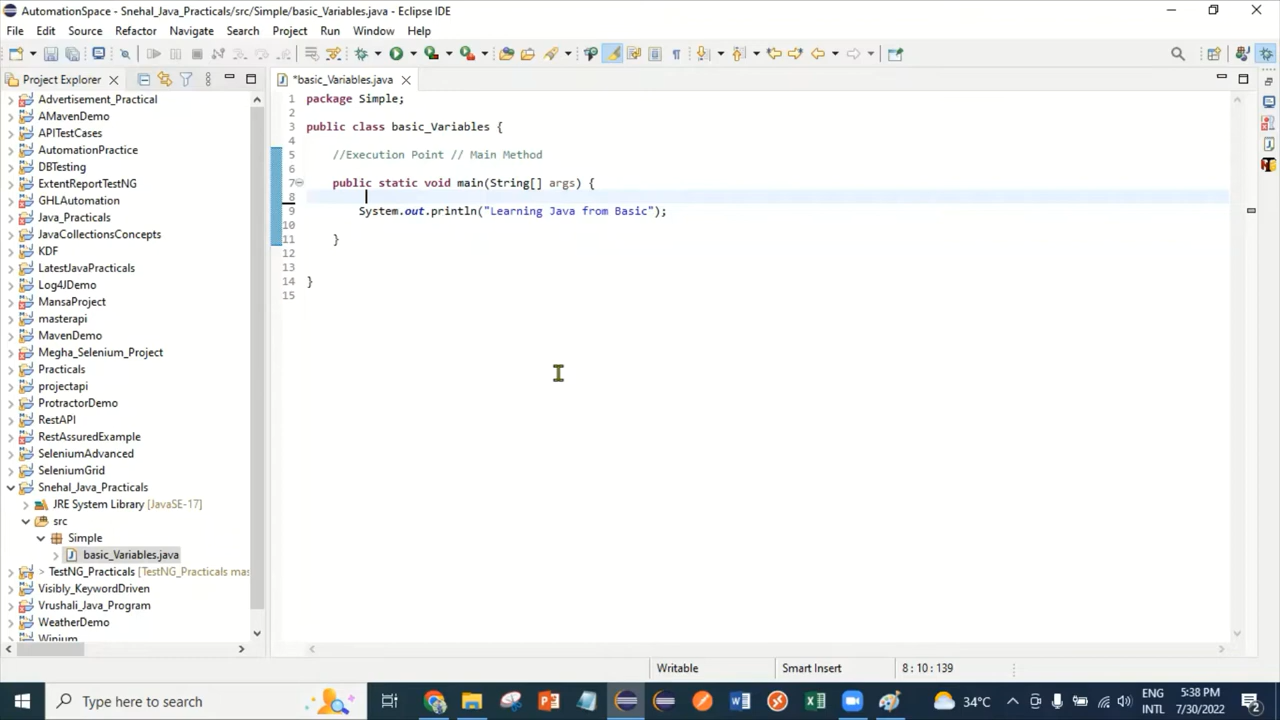 AutomationSpace - Snehal_Java_Practicals/src/Simple/basic_Variables.java - Eclipse IDE
File Edit Source Refactor Navigate Search Project Run Window Help
Project Explorer
*basic_Variables.java
Advertisement_Practical
AMavenDemo
APITestCases
AutomationPractice
DBTesting
ExtentReportTestNG
GHLAutomation
Java_Practicals
JavaCollectionsConcepts
KDF
LatestJavaPracticals
Log4JDemo
MansaProject
masterapi
MavenDemo
Megha_Selenium_Project
Practicals
projectapi
ProtractorDemo
RestAPI
RestAssuredExample
SeleniumAdvanced
SeleniumGrid
Snehal_Java_Practicals
JRE System Library [JavaSE-17]
src
Simple
basic_Variables.java
> TestNG_Practicals [TestNG_Practicals mas
Visibly_KeywordDriven
Vrushali_Java_Program
WeatherDemo
Winium
1 package Simple;
2
3 public class basic_Variables {
4
5 //Execution Point // Main Method
6
7 public static void main(String[] args) {
8
9 System.out.println("Learning Java from Basic");
10
11 }
12
13
14 }
15
Writable Smart Insert 8 : 10 : 139
Type here to search
34°C
ENG
INTL
5:38 PM
7/30/2022
2